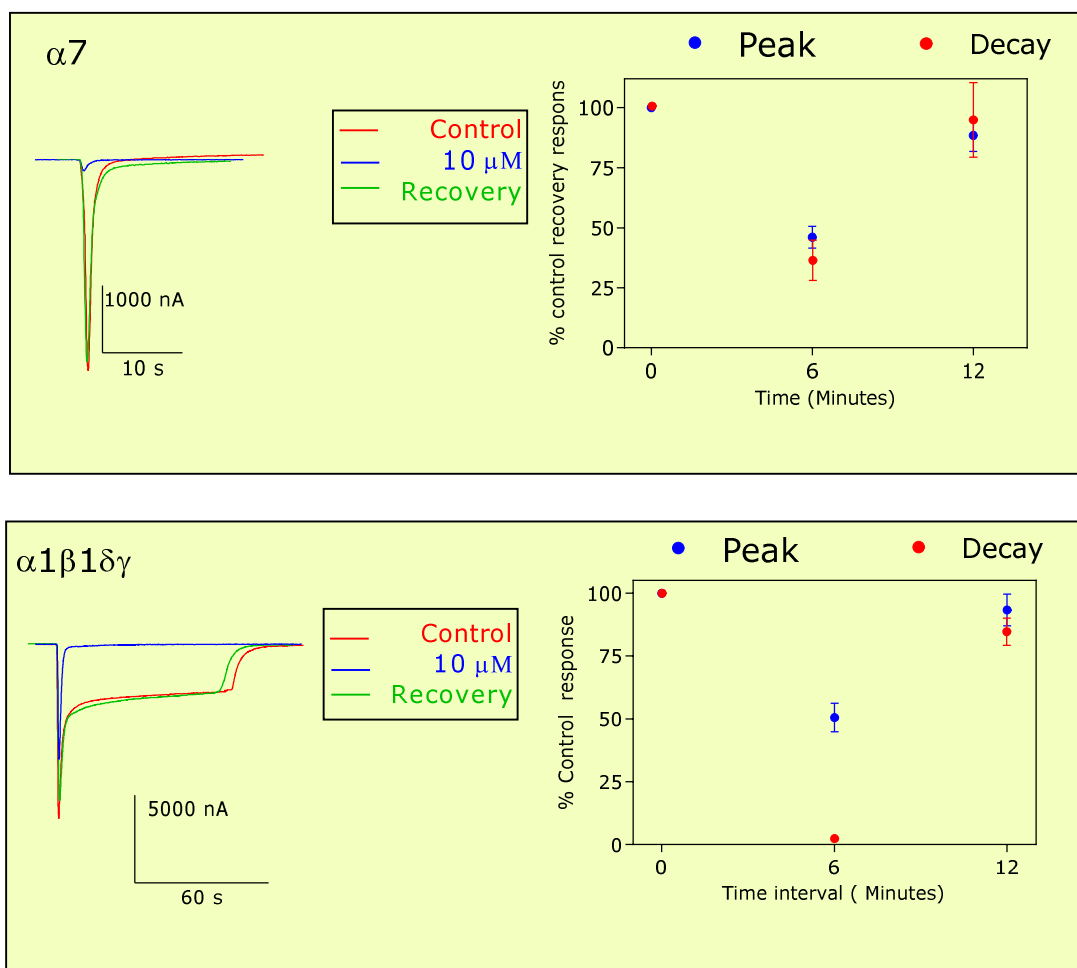 α7
Peak
Decay
Control
10 μM
Recovery
1000 nA
10 s
% control recovery respons
100
75
50
25
0
0
6
12
Time (Minutes)
α1β1δγ
Peak
Decay
Control
10 μM
Recovery
5000 nA
60 s
% Control response
100
75
50
25
0
0
6
12
Time interval ( Minutes)